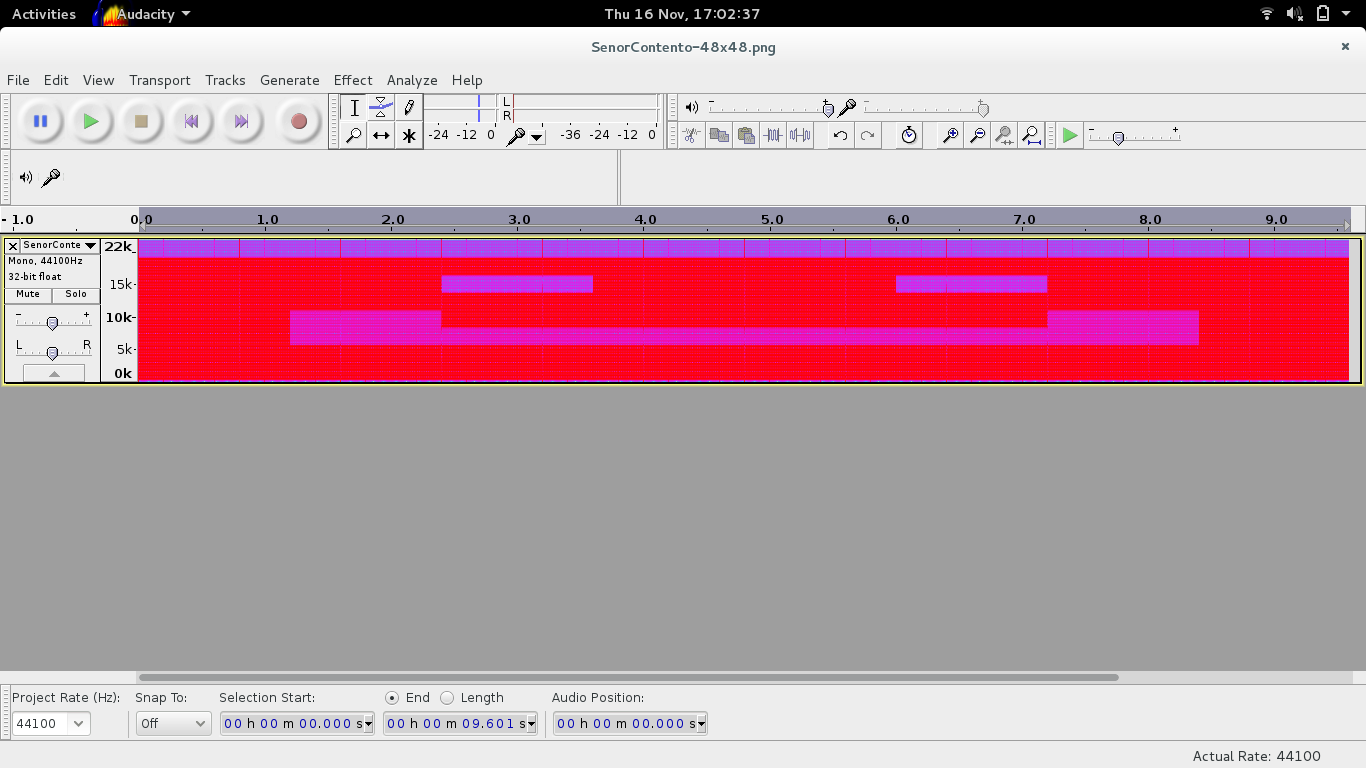 Activities Audacity Thu 16 Nov, 17:02:37
SenorContento-48x48.png ×
File Edit View Transport Tracks Generate Effect Analyze Help
L
R
-24 -12 0 -36 -24 -12 0
- 1.0 0.0 1.0 2.0 3.0 4.0 5.0 6.0 7.0 8.0 9.0
X SenorConte 22k
Mono, 44100Hz
32-bit float
Mute Solo 15k
- + 10k
L R 5k
0k
Project Rate (Hz): Snap To: Selection Start: End Length Audio Position:
44100 Off 00 h 00 m 00.000 s 00 h 00 m 09.601 s 00 h 00 m 00.000 s
Actual Rate: 44100